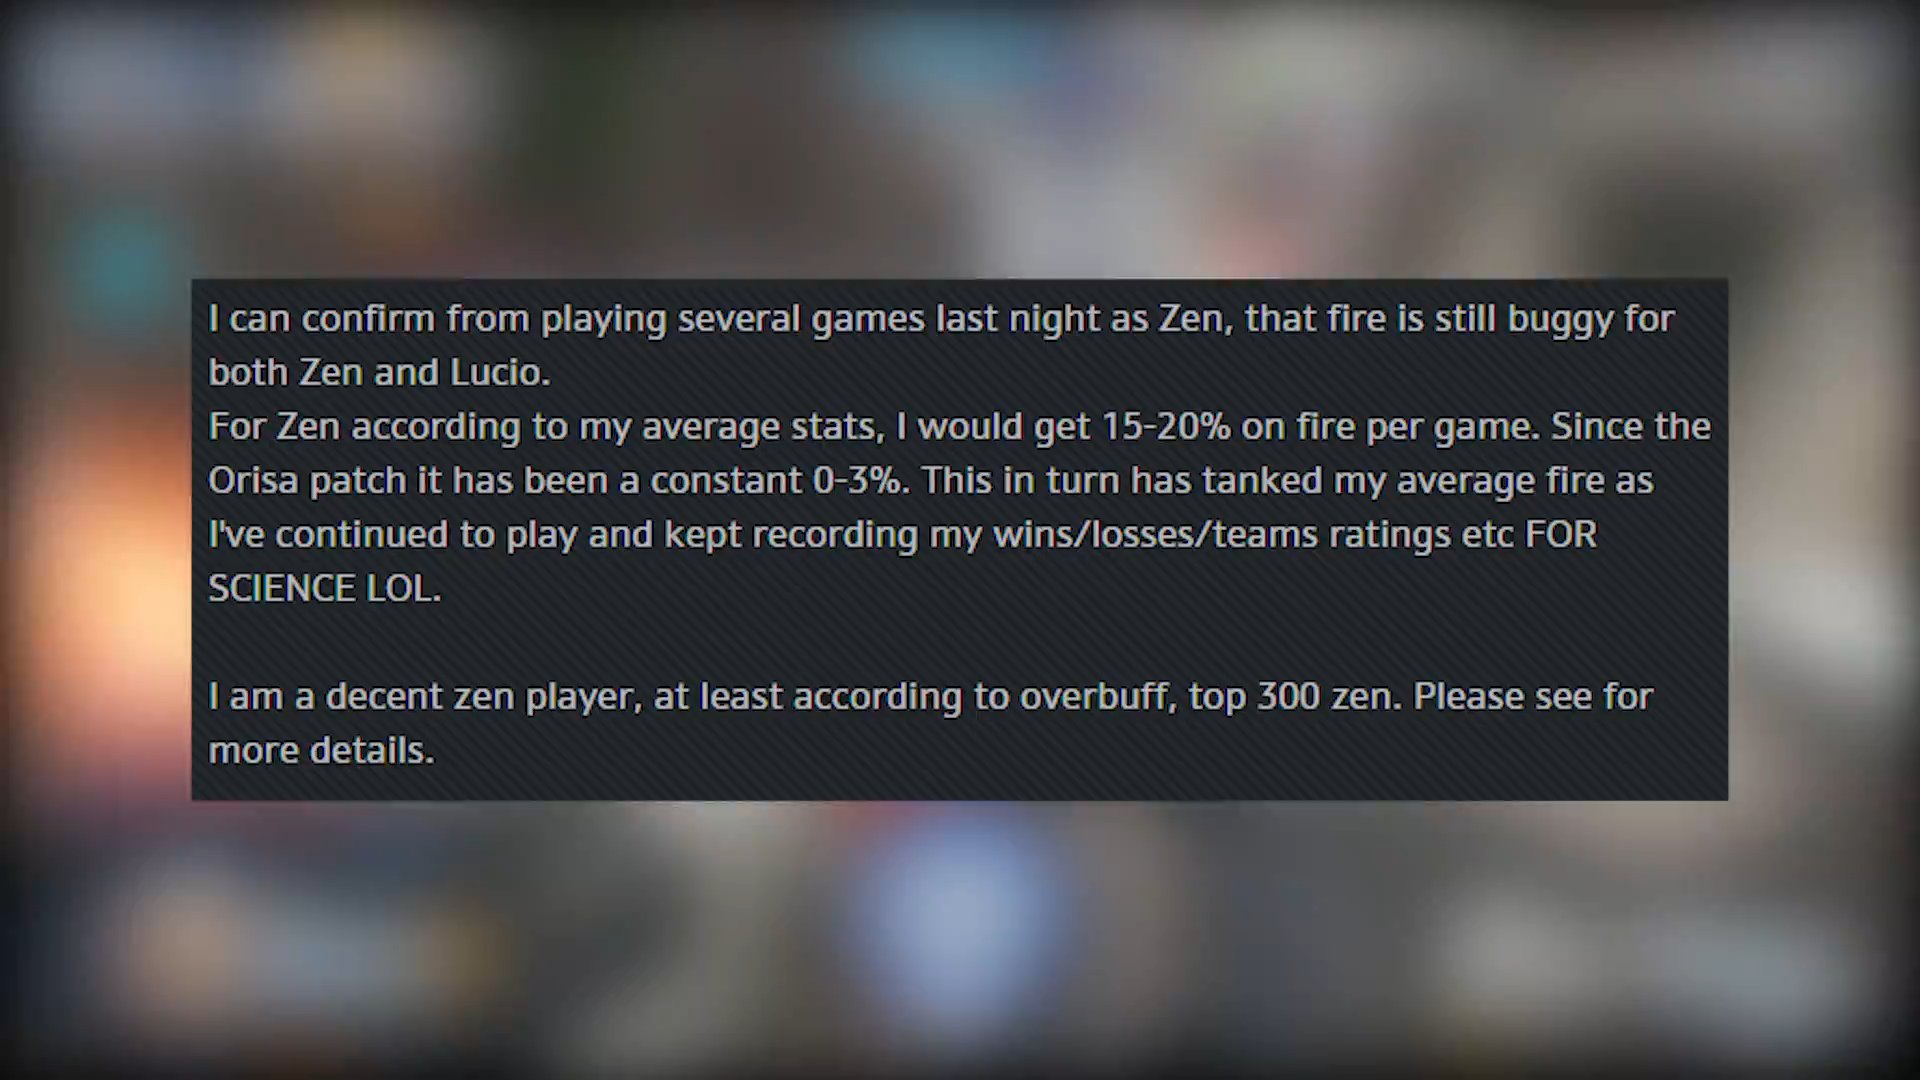 I can confirm from playing several games last night as Zen, that fire is still buggy for
both Zen and Lucio.
For Zen according to my average stats, I would get 15-20% on fire per game. Since the
Orisa patch it has been a constant 0-3%. This in turn has tanked my average fire as
I've continued to play and kept recording my wins/losses/teams ratings etc FOR
SCIENCE LOL.
I am a decent zen player, at least according to overbuff, top 300 zen. Please see for
more details.